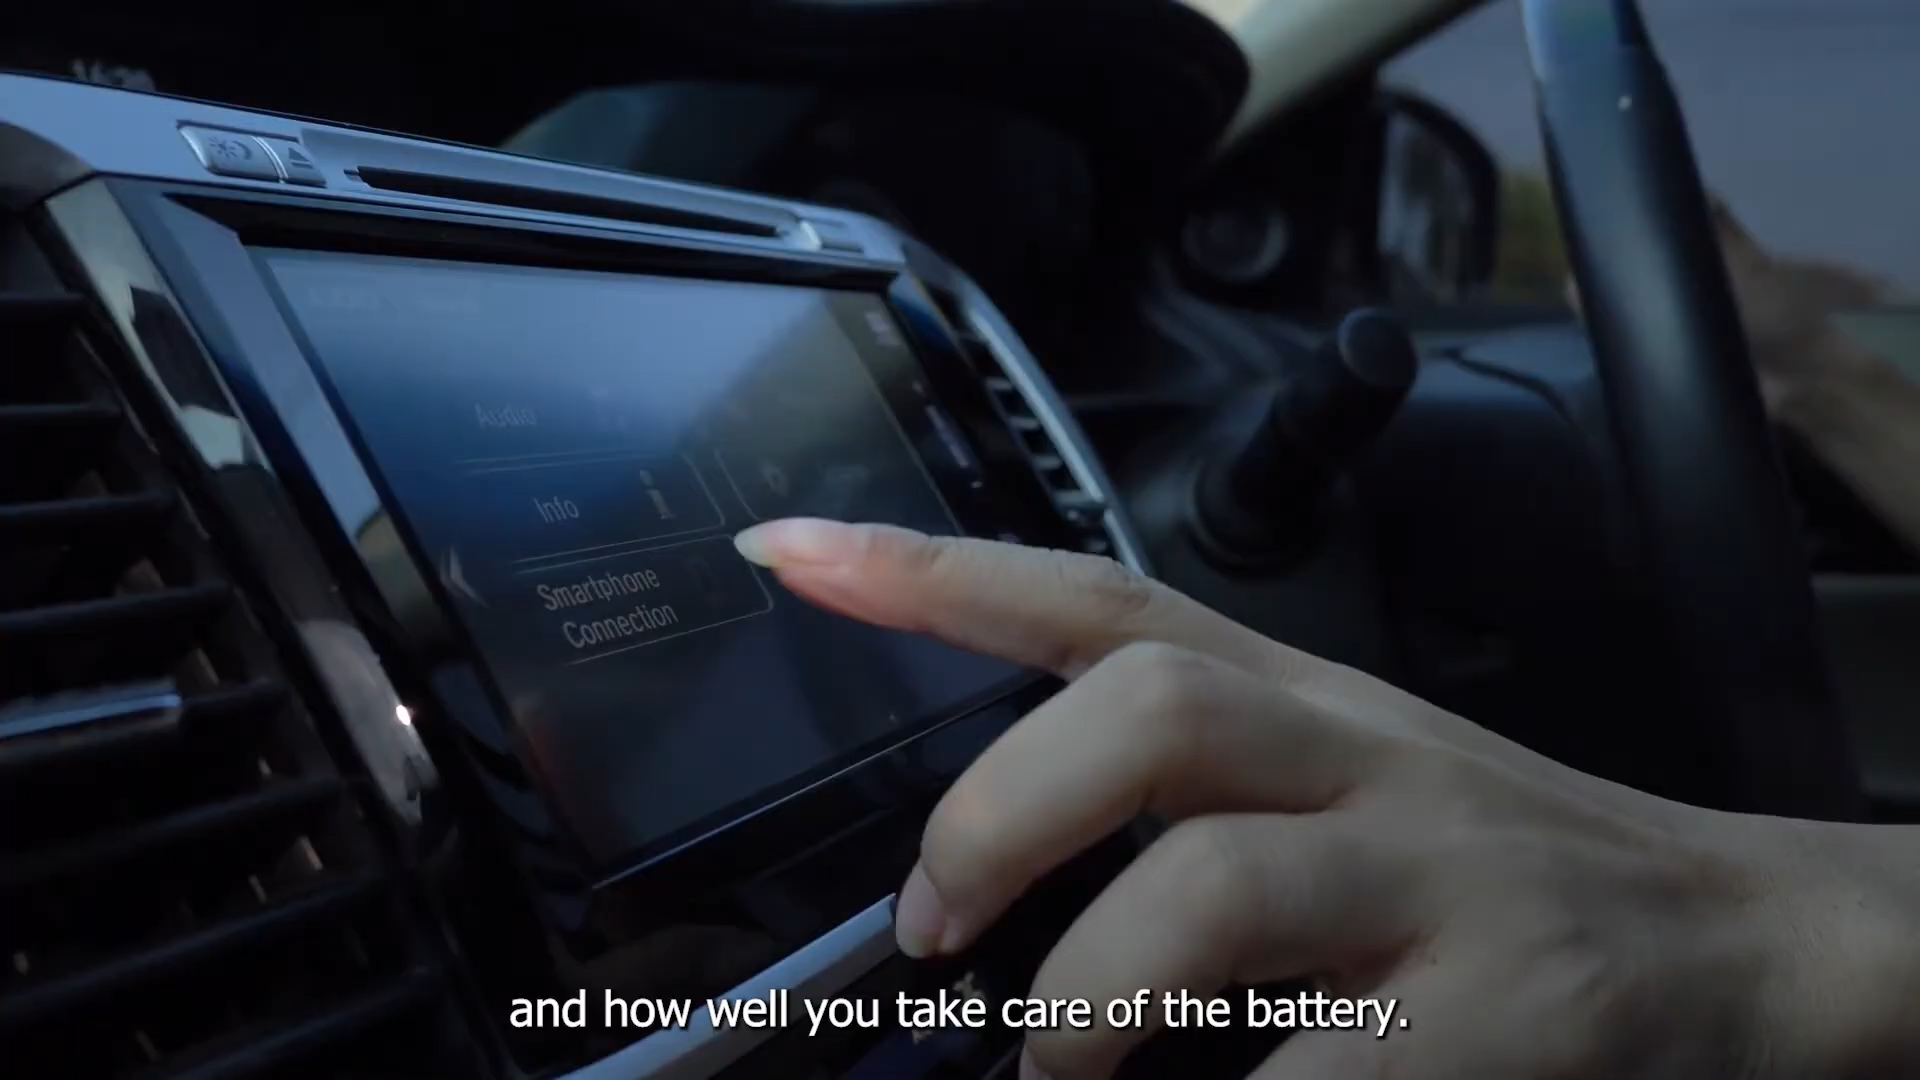 Audio
Info
Smartphone
Connection
and how well you take care of the battery.